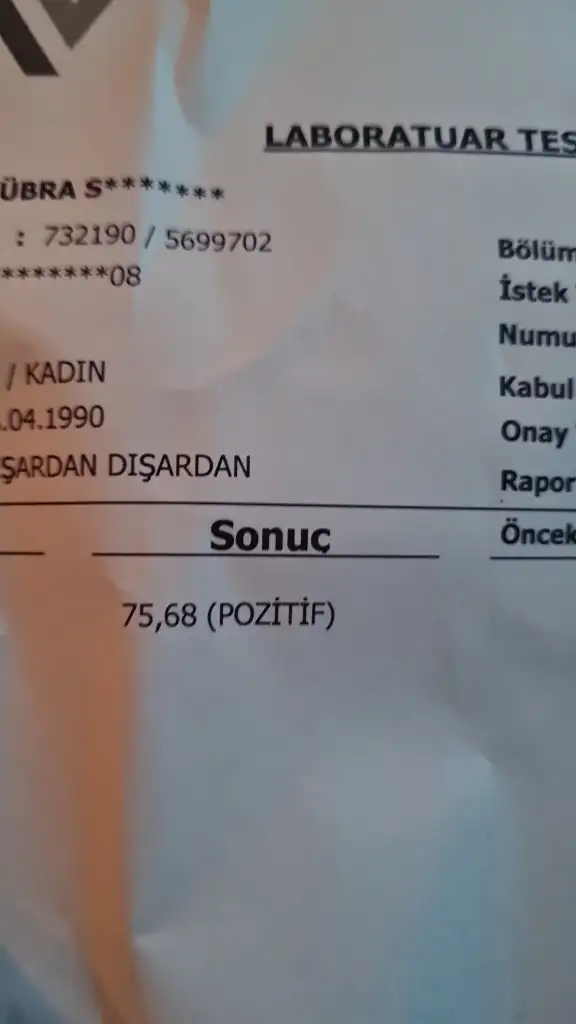 LABORATUAR TES
ÜBRA S*******
: 732190 / 5699702
*******08
/ KADIN
.04.1990
ŞARDAN DIŞARDAN
Bölüm
İstek
Numu
Kabul
Onay
Rapor
Sonuç
Öncek
75,68 (POZİTİF)